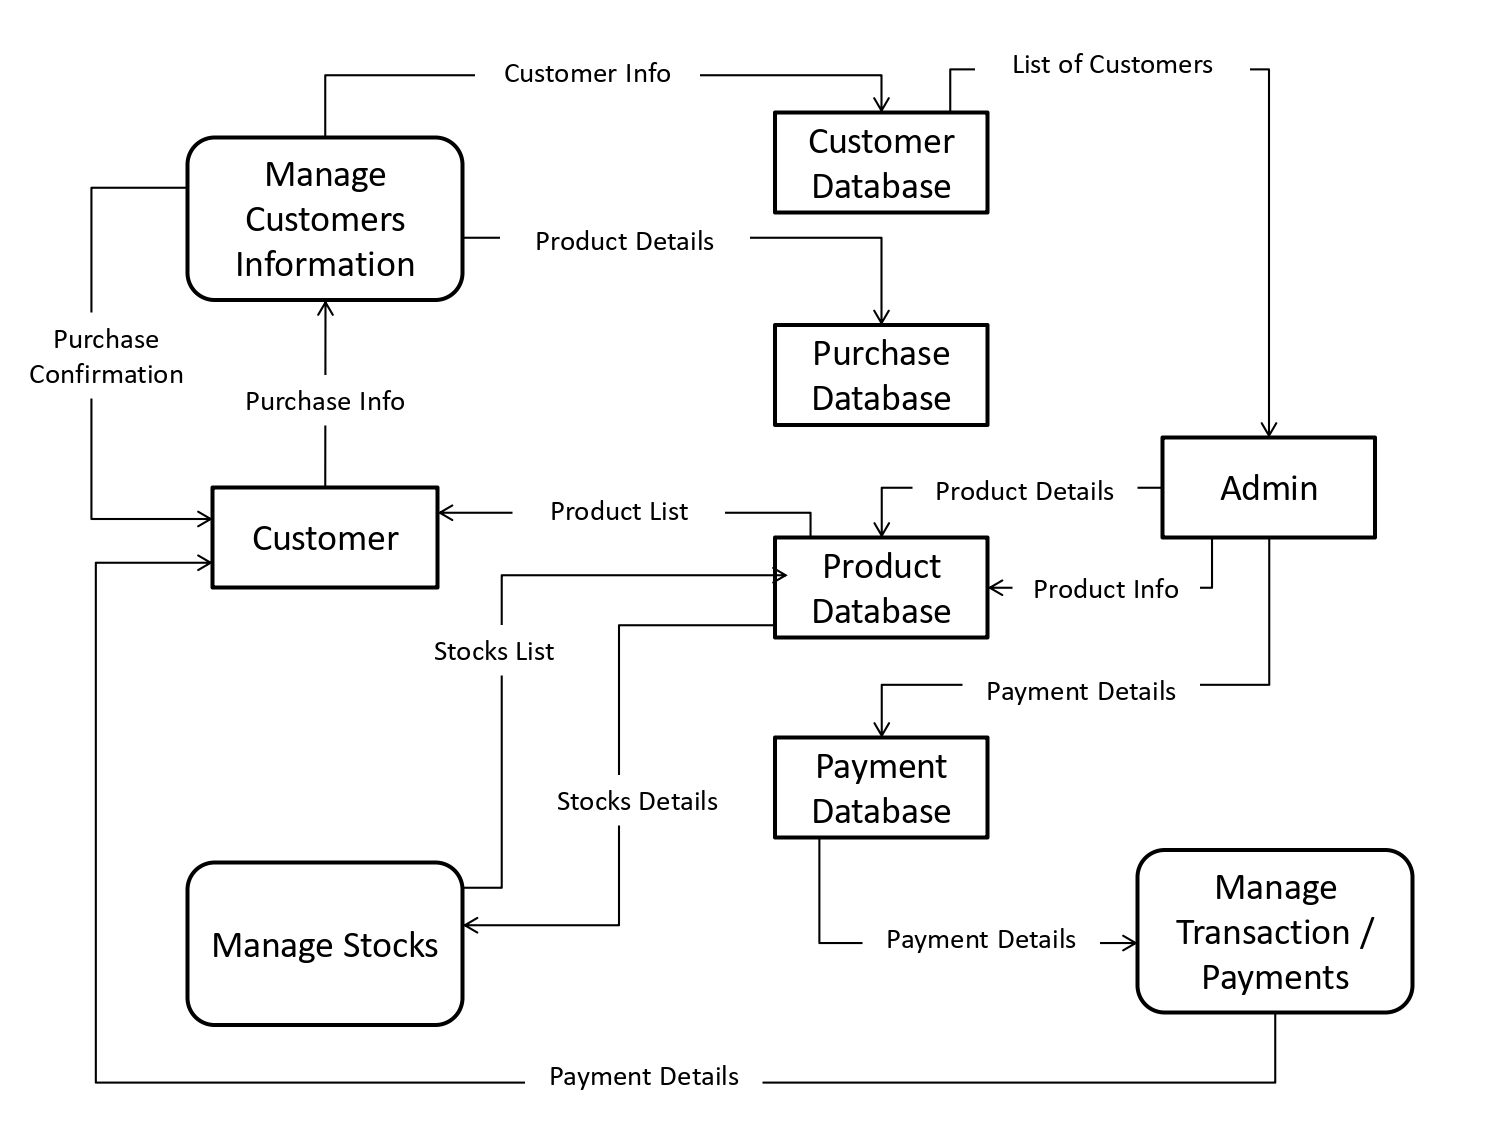 List of Customers
Customer Info
Customer
Database
Manage
Customers
Information
Product Details
Purchase
Confirmation
Purchase
Database
Purchase Info
Admin
Product Details
Product List
Customer
Product
Database
Product Info
Stocks List
Payment Details
Payment
Database
Stocks Details
Manage
Transaction /
Payments
Manage Stocks
Payment Details
Payment Details